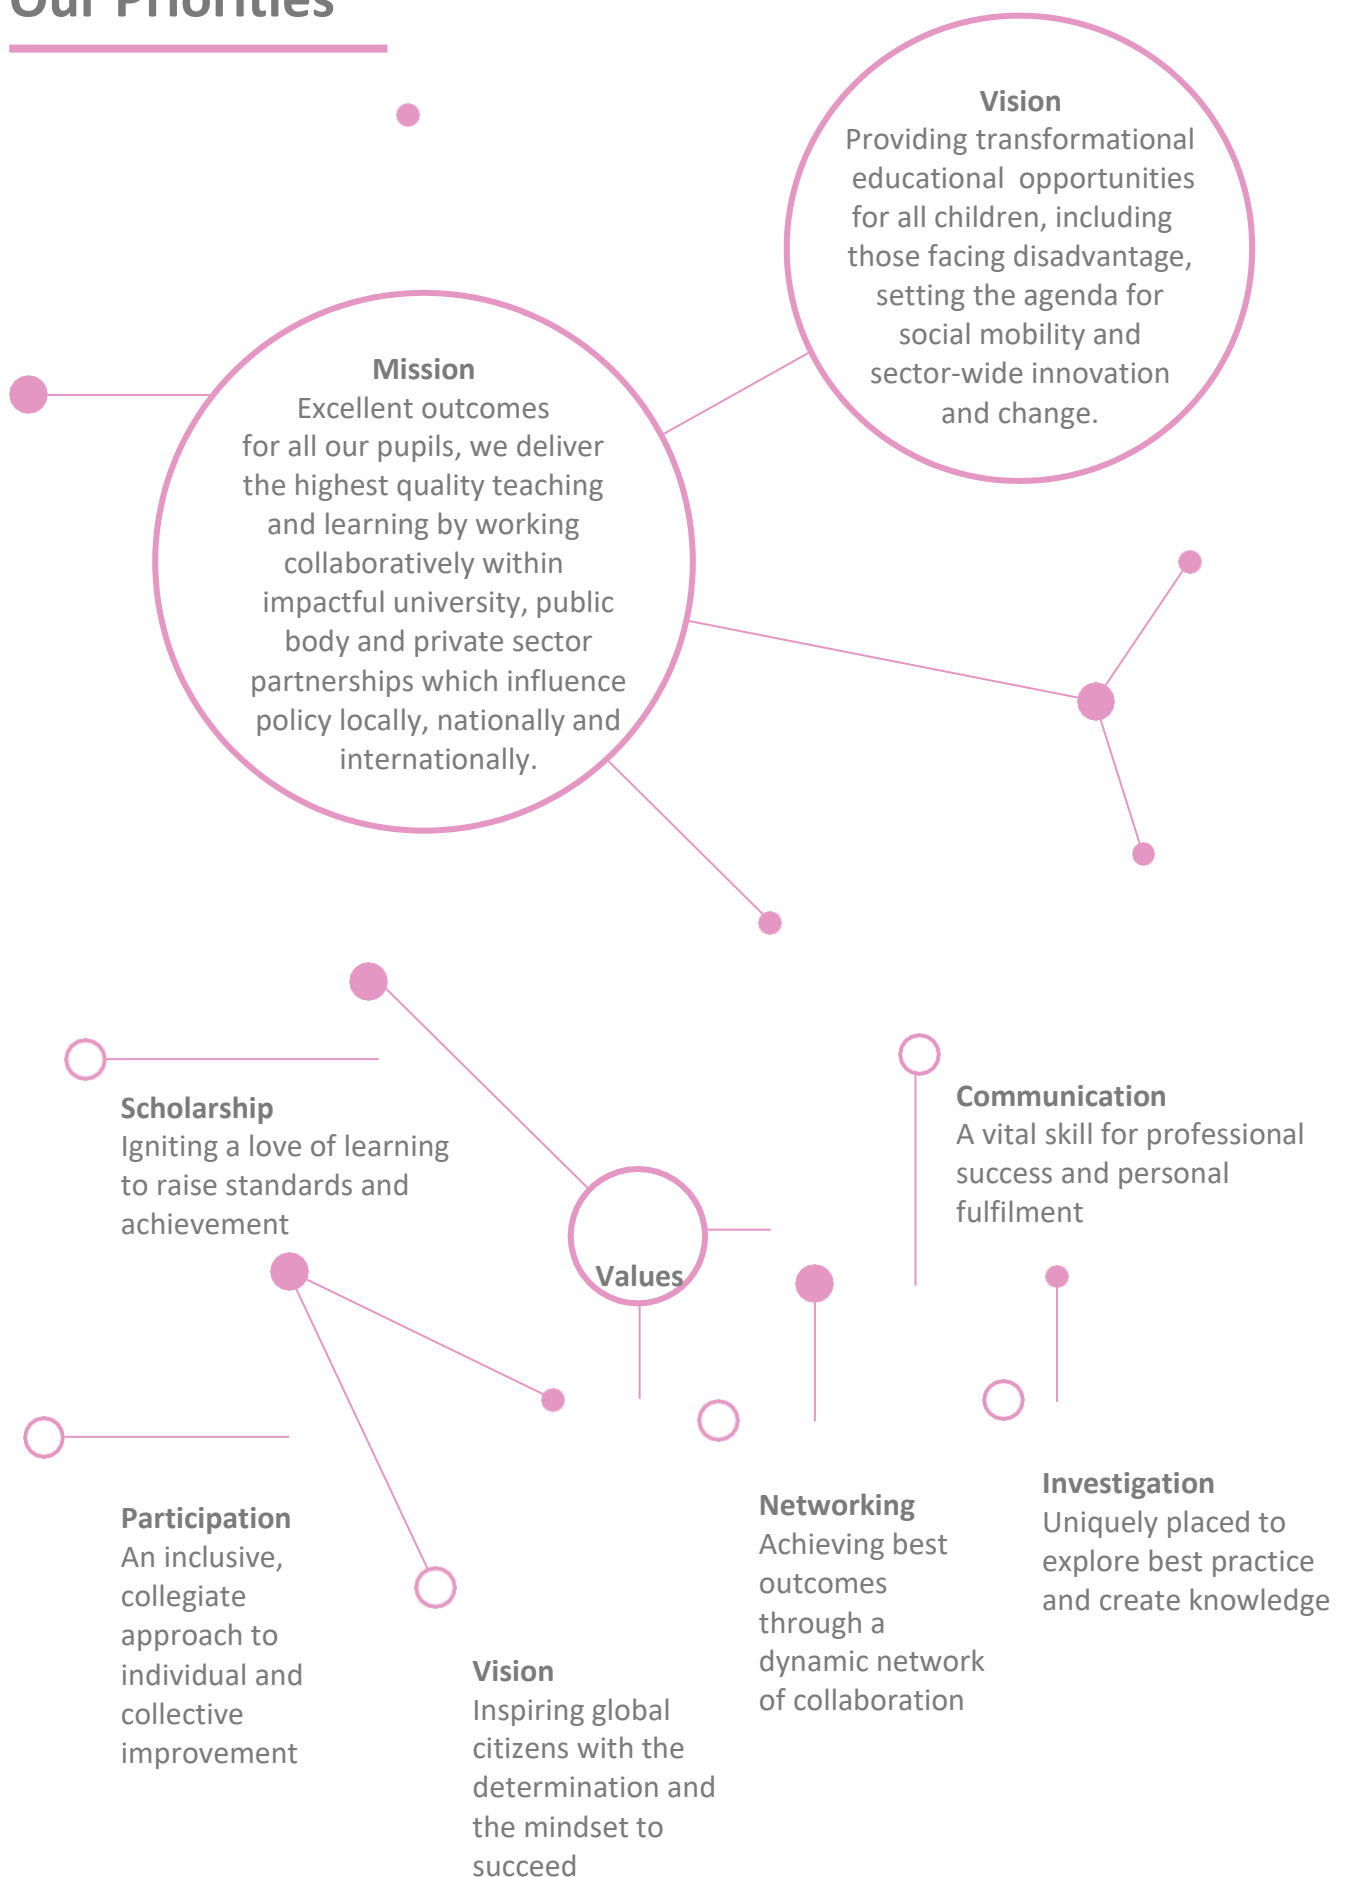 Our Priorities
Vision
Providing transformational
educational opportunities
for all children, including
those facing disadvantage,
setting the agenda for
social mobility and
sector-wide innovation
and change.
Mission
Excellent outcomes
for all our pupils, we deliver
the highest quality teaching
and learning by working
collaboratively within
impactful university, public
body and private sector
partnerships which influence
policy locally, nationally and
internationally.
Scholarship
Igniting a love of learning
to raise standards and
achievement
Communication
A vital skill for professional
success and personal
fulfilment
Values
Participation
An inclusive,
collegiate
approach to
individual and
collective
improvement
Vision
Inspiring global
citizens with the
determination and
the mindset to
succeed
Networking
Achieving best
outcomes
through a
dynamic network
of collaboration
Investigation
Uniquely placed to
explore best practice
and create knowledge